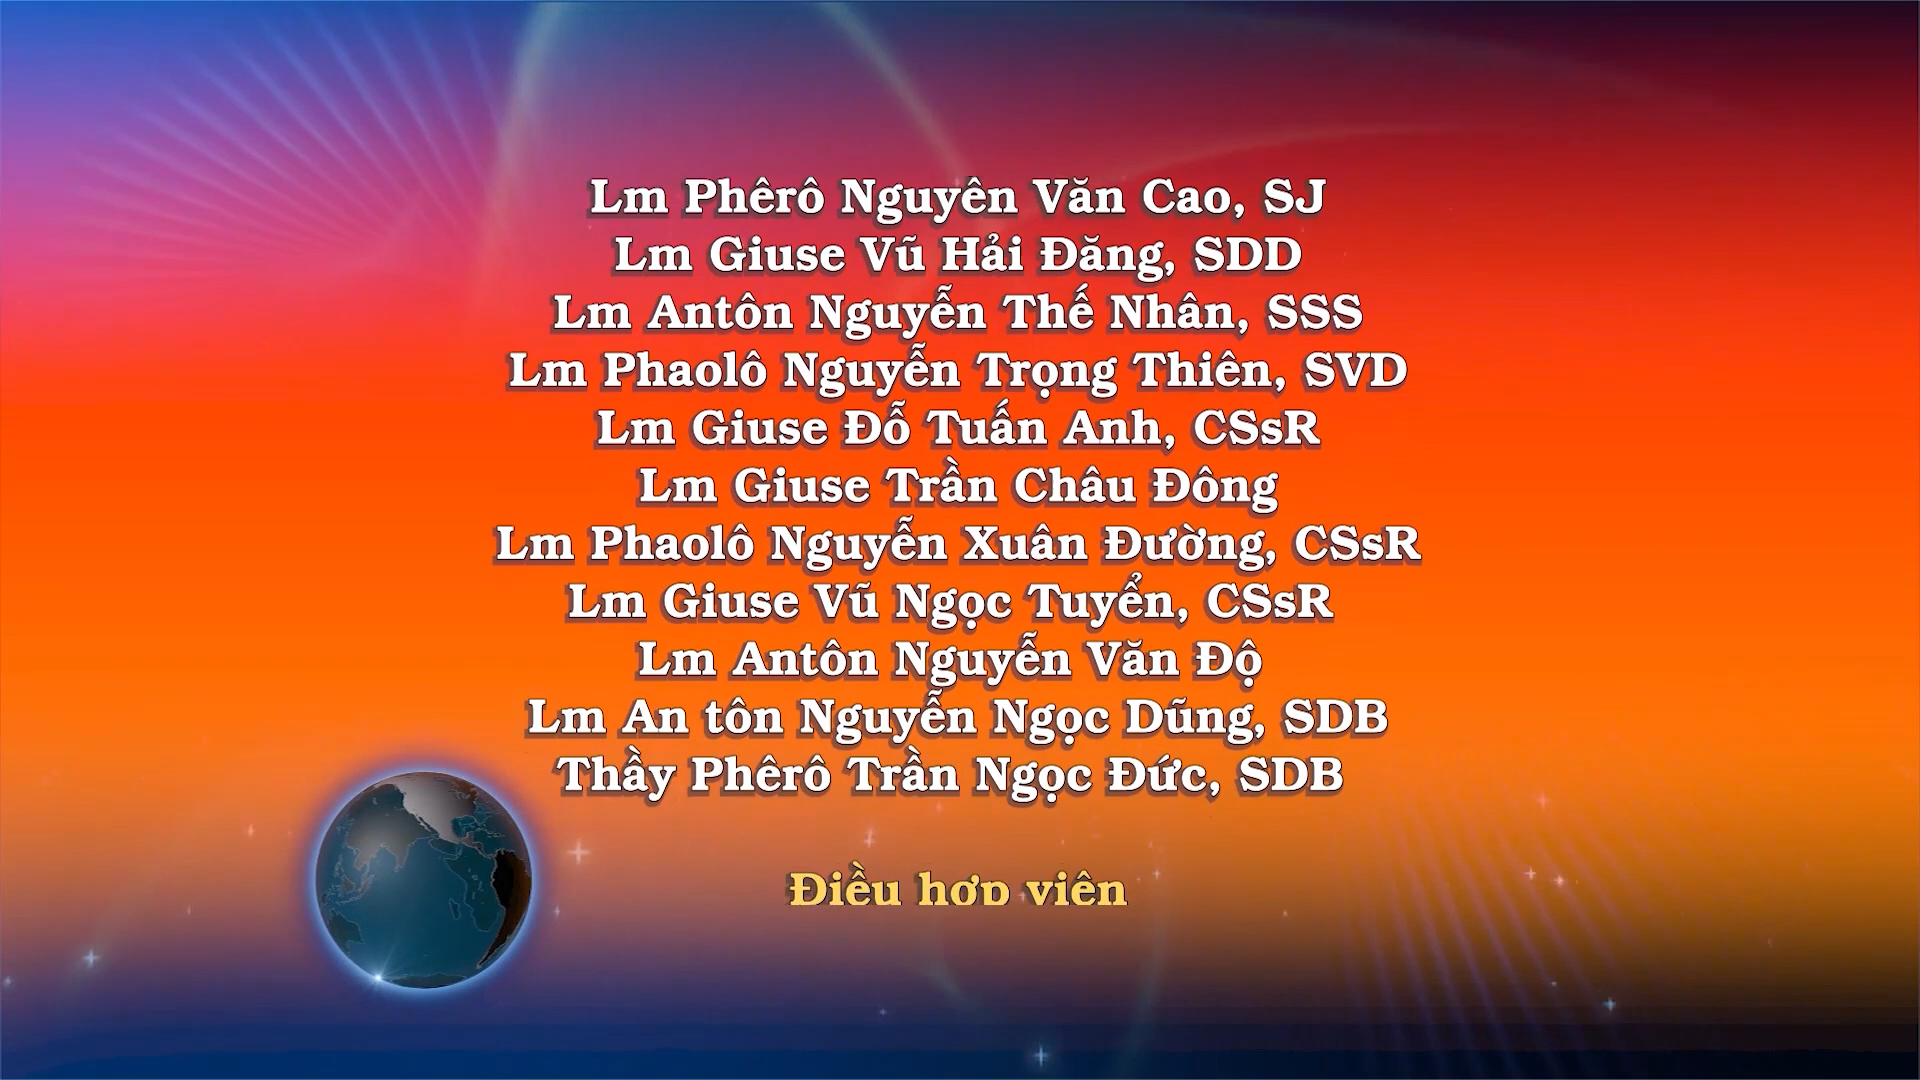 Lm Phêrô Nguyên Văn Cao, SJ
Lm Giuse Vũ Hải Đăng, SDD
Lm Antôn Nguyễn Thế Nhân, SSS
Lm Phaolô Nguyễn Trọng Thiên, SVD
Lm Giuse Đỗ Tuấn Anh, CSsR
Lm Giuse Trần Châu Đông
Lm Phaolô Nguyễn Xuân Đường, CSsR
Lm Giuse Vũ Ngọc Tuyển, CSsR
Lm Antôn Nguyễn Văn Độ
Lm An tôn Nguyễn Ngọc Dũng, SDB
Thầy Phêrô Trần Ngọc Đức, SDB
Điều hợp viên